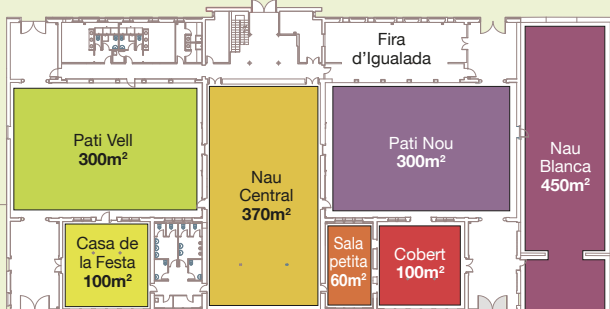 Fira
d'Igualada
Pati Vell
300m²
Nau
Central
370m²
Pati Nou
300m²
Nau
Blanca
450m²
Casa de
la Festa
100m²
Sala
petita
60m²
Cobert
100m²